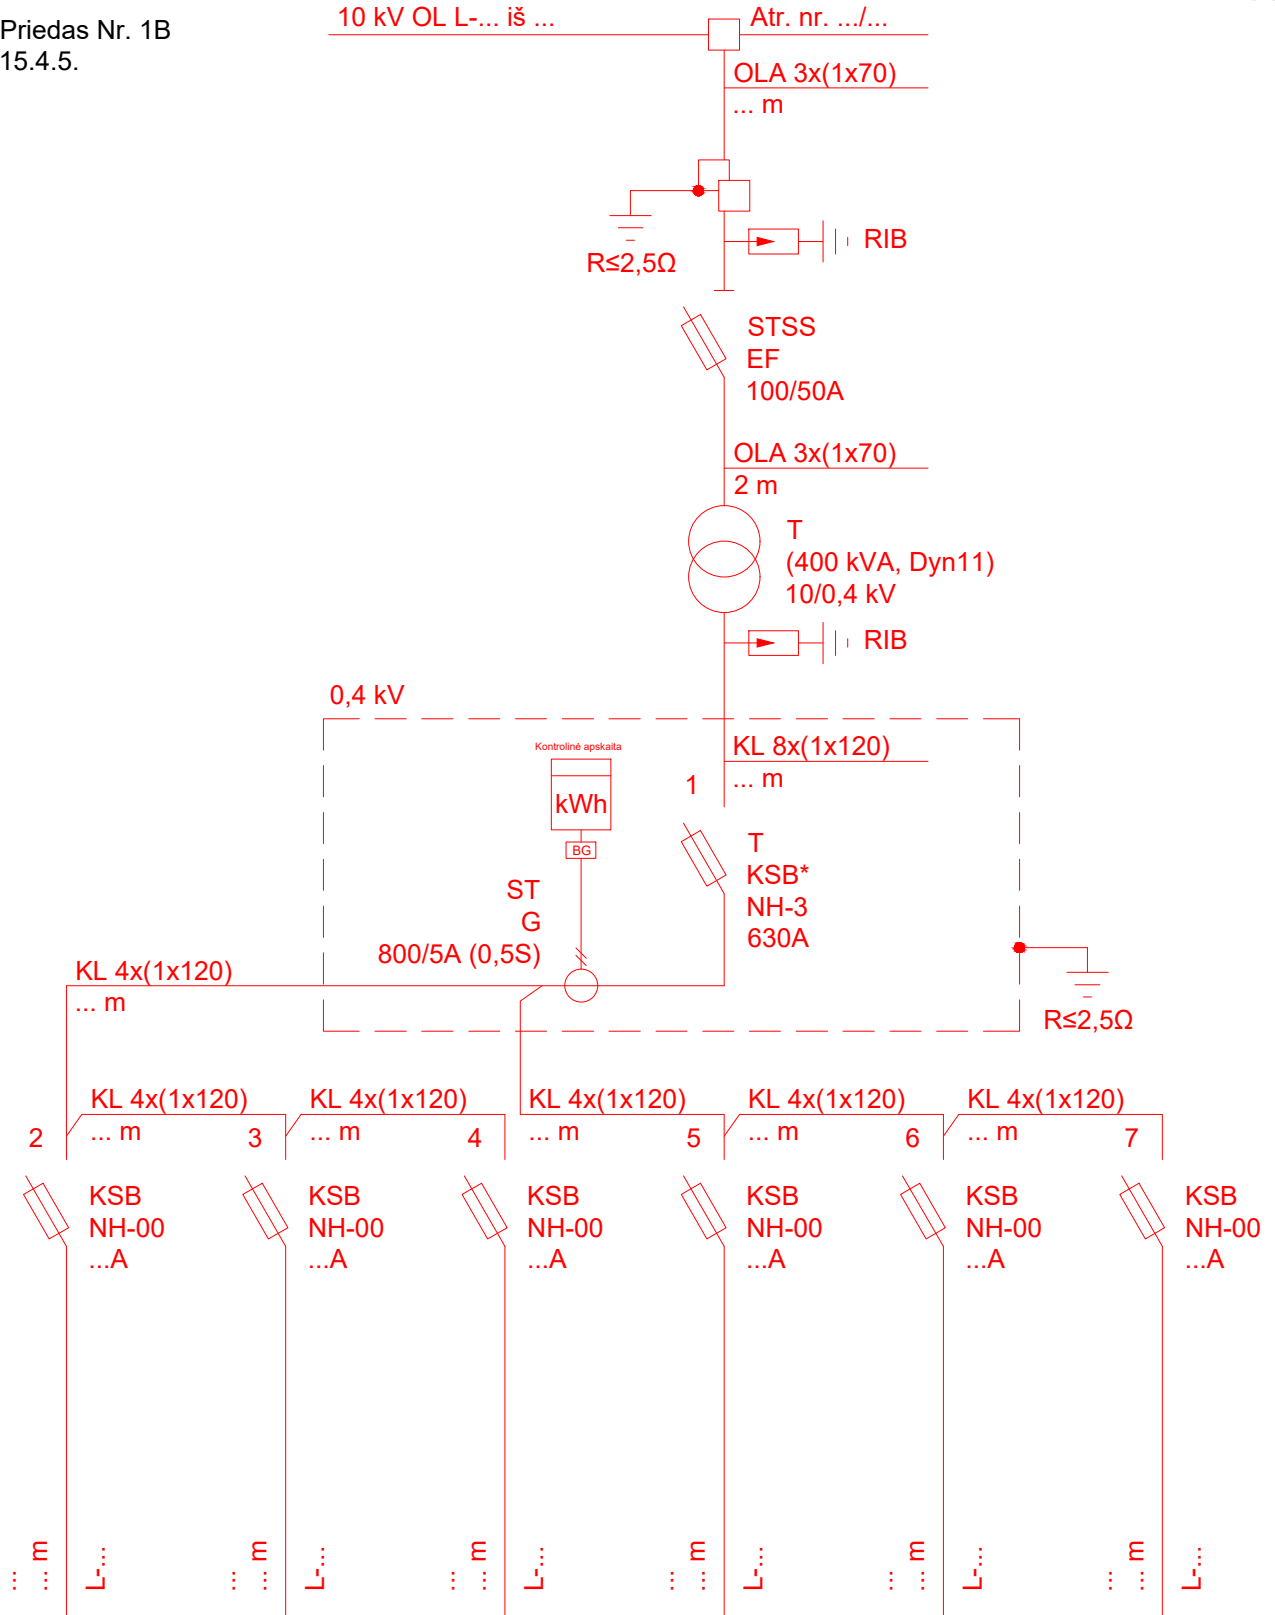 Priedas Nr. 1B
15.4.5.
10 kV OL L-... iš ...
Atr. nr. .../...
OLA 3x(1x70)
... m
R≤2,5Ω
RIB
STSS
EF
100/50A
OLA 3x(1x70)
2 m
T
(400 kVA, Dyn11)
10/0,4 kV
RIB
0,4 kV
Kontrolinė apskaita
kWh
BG
KL 8x(1x120)
... m
1
T
KSB*
NH-3
630A
ST
G
800/5A (0,5S)
R≤2,5Ω
KL 4x(1x120)
... m
KL 4x(1x120)
... m
KL 4x(1x120)
... m
KL 4x(1x120)
... m
KL 4x(1x120)
... m
KL 4x(1x120)
... m
2
KSB
NH-00
...A
3
KSB
NH-00
...A
4
KSB
NH-00
...A
5
KSB
NH-00
...A
6
KSB
NH-00
...A
7
KSB
NH-00
...A
...
... m
L-...
...
... m
L-...
...
... m
L-...
...
... m
L-...
...
... m
L-...
...
... m
L-...